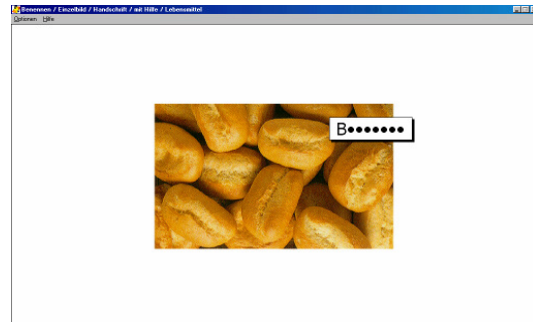 Benennen / Einzelbild / Handschrift / mit Hilfe / Lebensmittel
Optionen Hilfe
B●●●●●●●